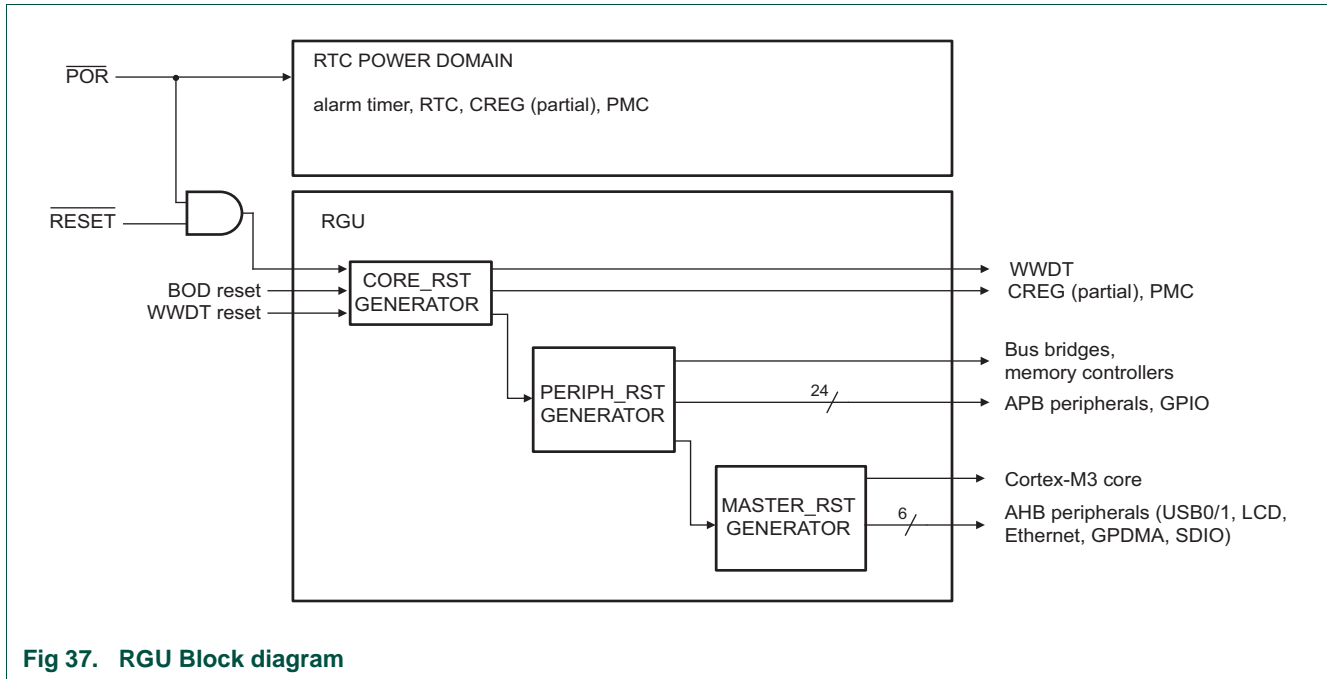 RTC POWER DOMAIN
POR
alarm timer, RTC, CREG (partial), PMC
RESET
RGU
CORE_RST
GENERATOR
BOD reset
WWDT reset
WWDT
CREG (partial), PMC
Bus bridges,
memory controllers
PERIPH_RST
GENERATOR
24
APB peripherals, GPIO
Cortex-M3 core
MASTER_RST
GENERATOR
6
AHB peripherals (USB0/1, LCD,
Ethernet, GPDMA, SDIO)
Fig 37. RGU Block diagram